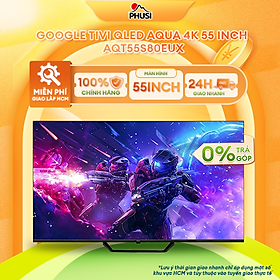 PHUSI
GOOGLE TIVI QLED AQUA 4K 55 INCH
AQT55S80EUX
MIỄN PHÍ
GIAO LẮP HCM
100%
CHÍNH HÃNG
MÀN HÌNH
55INCH
24H
GIAO NHANH
0% TRẢ GÓP
*Lưu ý thời gian giao nhanh chỉ áp dụng một số
khu vực HCM và tùy thuộc vào tuyến giao thực tế